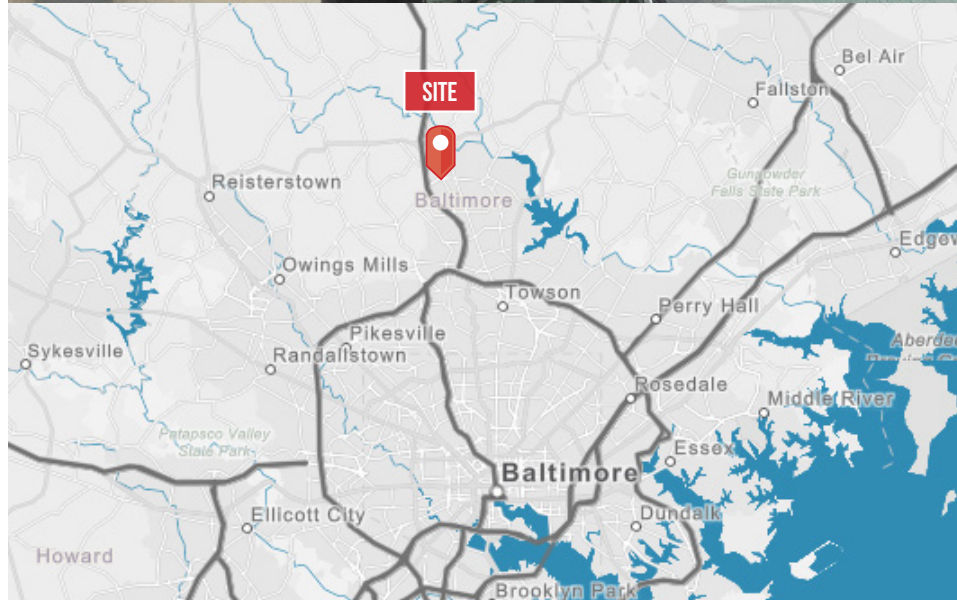 Bel Air
SITE
Fallston
Gunpowder
Falls State Park
Reisterstown
Baltimore
Edgew
Owings Mills
Towson
Perry Hall
Pikesville
Aberdee
Sykesville
Randallstown
Rosedale
Middle River
Patapsco Valley
State Park
Essex
Baltimore
Ellicott City
Dundalk
Howard
Brooklyn Park